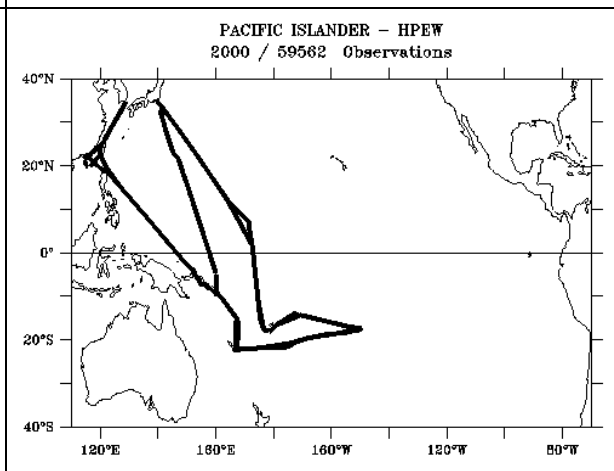 PACIFIC ISLANDER – HPEW
2000 / 59562 Observations
40°N
20°N
0°
20°S
40°S
120°E
160°E
160°W
120°W
80°W